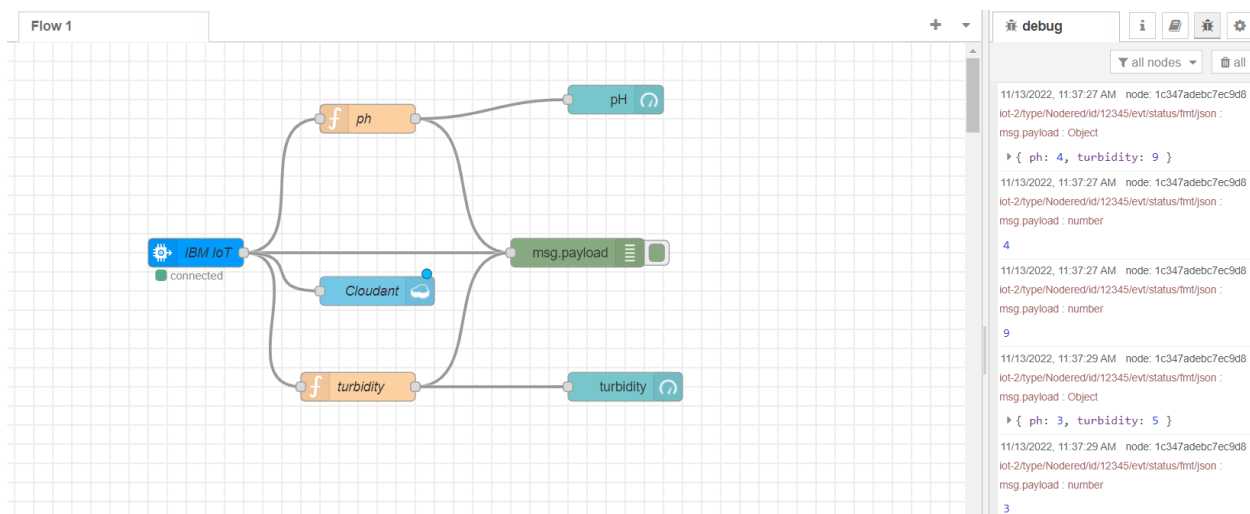 Flow 1
ph
pH
IBM IoT
connected
msg.payload
Cloudant
turbidity
turbidity
debug
i
all nodes
all
11/13/2022, 11:37:27 AM node: 1c347adebc7ec9d8
iot-2/type/Nodered/id/12345/evt/status/fmt/json :
msg.payload : Object
{ ph: 4, turbidity: 9 }
11/13/2022, 11:37:27 AM node: 1c347adebc7ec9d8
iot-2/type/Nodered/id/12345/evt/status/fmt/json :
msg.payload : number
4
11/13/2022, 11:37:27 AM node: 1c347adebc7ec9d8
iot-2/type/Nodered/id/12345/evt/status/fmt/json :
msg.payload : number
9
11/13/2022, 11:37:29 AM node: 1c347adebc7ec9d8
iot-2/type/Nodered/id/12345/evt/status/fmt/json :
msg.payload : Object
{ ph: 3, turbidity: 5 }
11/13/2022, 11:37:29 AM node: 1c347adebc7ec9d8
iot-2/type/Nodered/id/12345/evt/status/fmt/json :
msg.payload : number
3